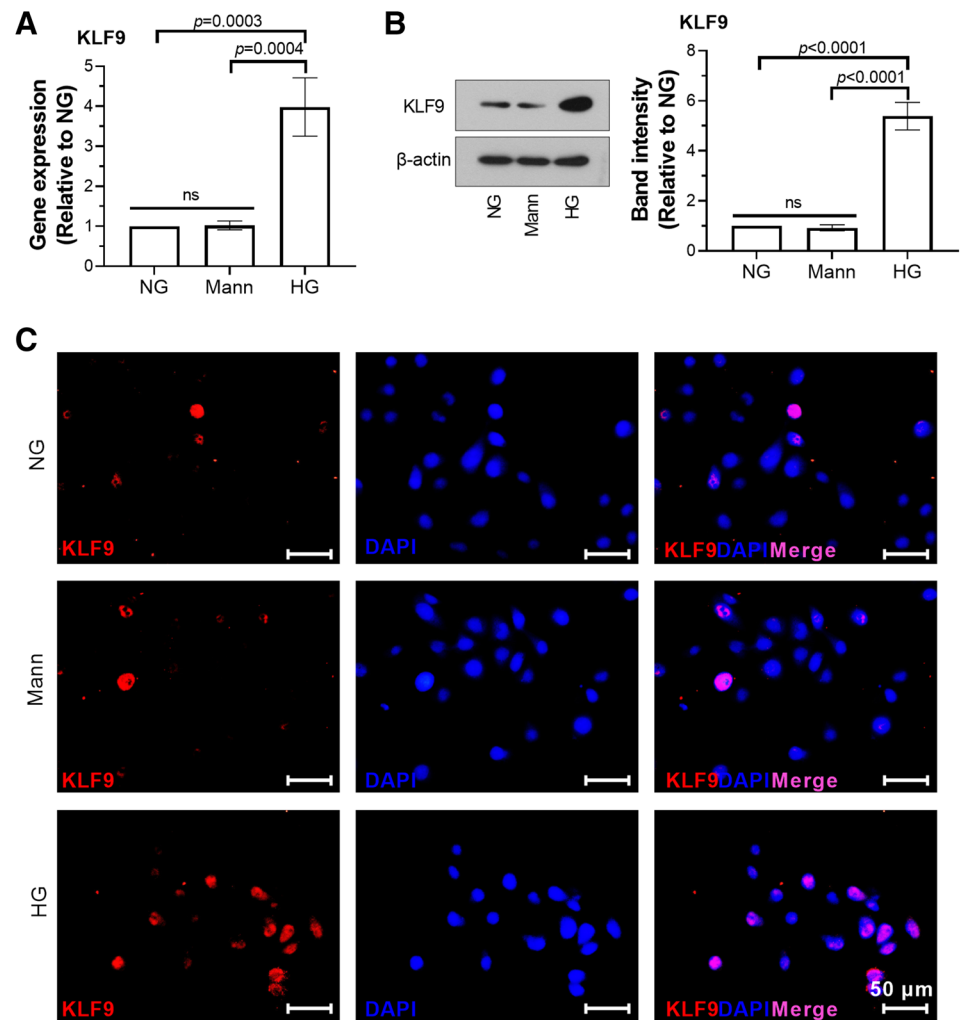 A
KLF9
p=0.0003
p=0.0004
Gene expression
(Relative to NG)
5
4
3
2
1
0
ns
NG Mann HG
B
KLF9
β-actin
NG
Mann
HG
KLF9
p<0.0001
p<0.0001
Band intensity
(Relative to NG)
8
6
4
2
0
ns
NG Mann HG
C
NG
KLF9
DAPI
KLF9DAPIMerge
Mann
KLF9
DAPI
KLF9DAPIMerge
HG
KLF9
DAPI
50 μm
KLF9DAPIMerge